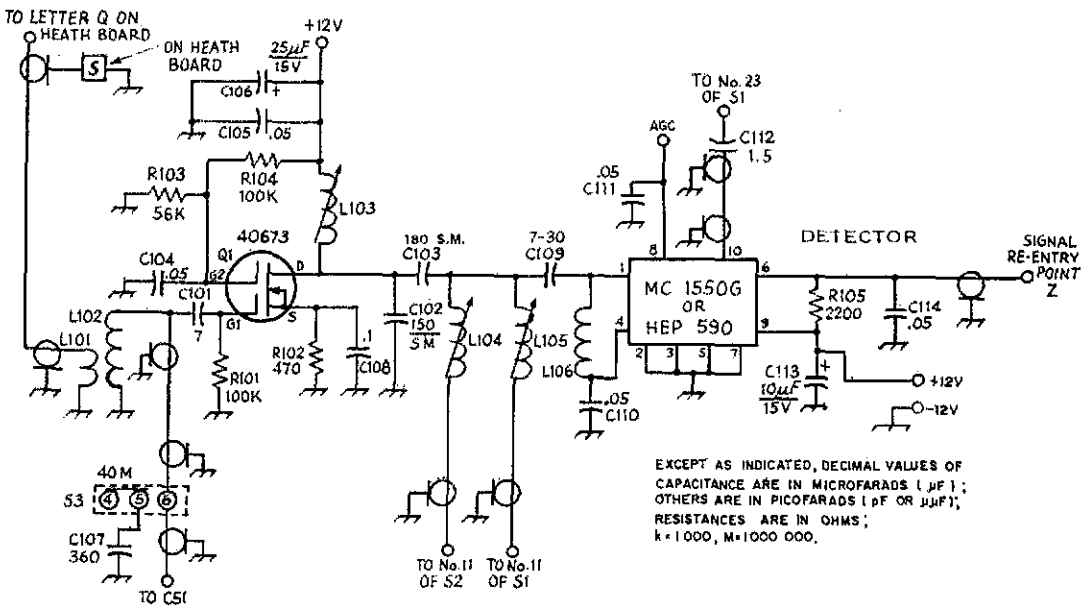 TO LETTER Q ON
HEATH BOARD
S
ON HEATH
BOARD
+12V
25µF
15V
C106
+
C105
.05
R103
56K
R104
100K
L103
C104
.05
Q1
40673
G2
D
G1
S
C101
7
L102
L101
R101
100K
R102
470
.1
C108
180 S.M.
C103
C102
150
SM
L104
L105
7-30
C109
L106
.05
C110
AGC
.05
C111
TO No.23
OF S1
C112
1.5
8
10
1
4
6
9
MC 1550G
OR
HEP 590
2
3
5
7
DETECTOR
R105
2200
C114
.05
SIGNAL
RE-ENTRY
POINT
Z
C113
10µF
15V
+
+12V
-12V
40M
S3
4
5
6
C107
360
TO C51
TO No.11
OF S2
TO No.11
OF S1
EXCEPT AS INDICATED, DECIMAL VALUES OF
CAPACITANCE ARE IN MICROFARADS ( µF ) ;
OTHERS ARE IN PICOFARADS ( pF OR µµF);
RESISTANCES ARE IN OHMS;
k=1000, M=1000 000.